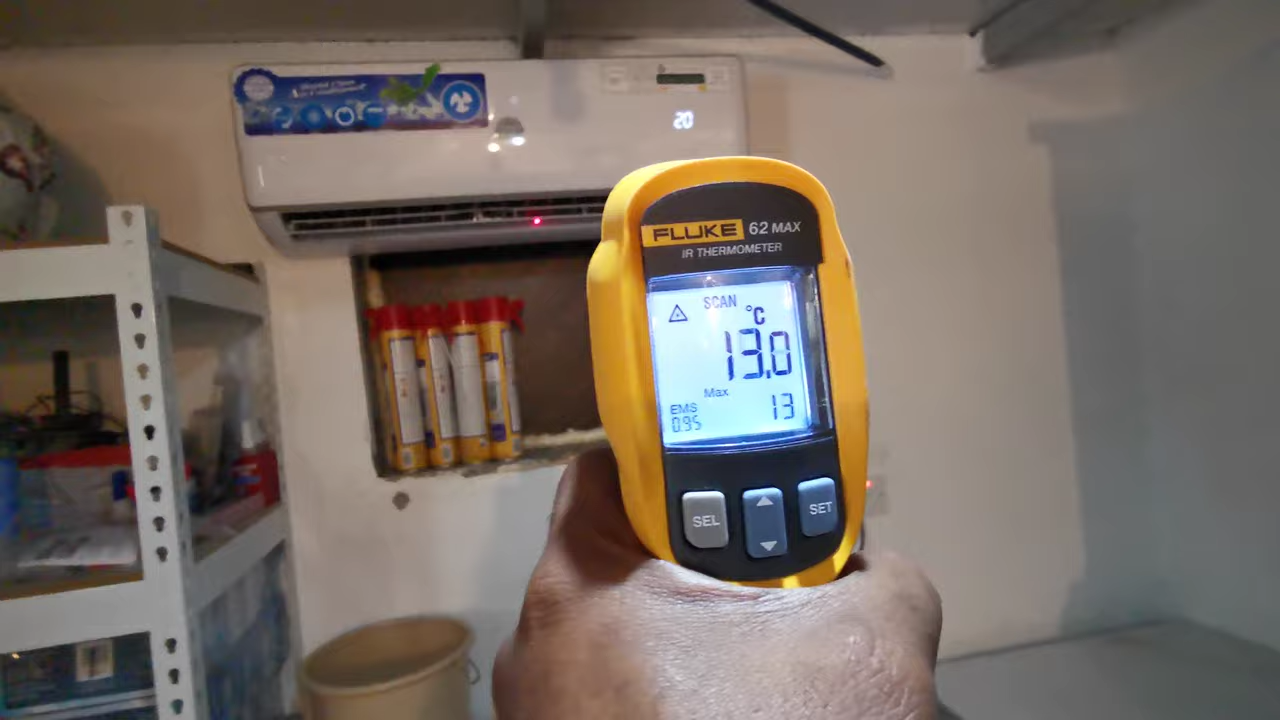 20
FLUKE 62 MAX
IR THERMOMETER
SCAN
°C
13.0
Max
13
EMS
0.95
SEL
SET